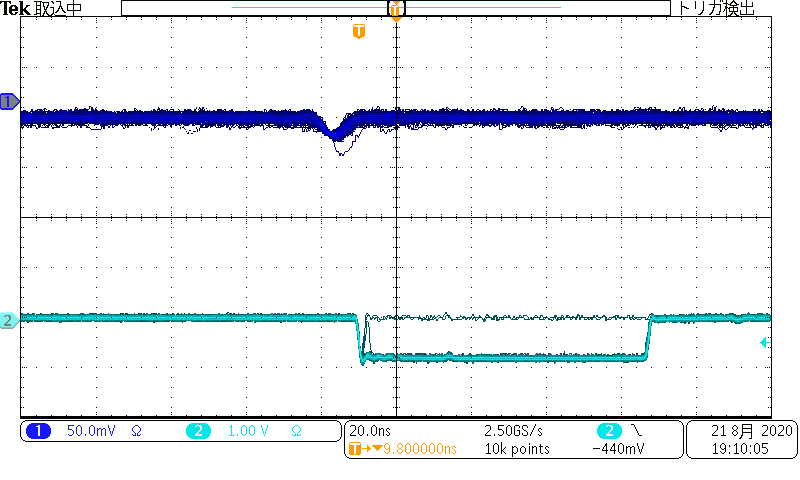 Tek 取込中 T トリガ検出
T
1
2
1 50.0mV Ω 2 1.00 V Ω 20.0ns 2.50GS/s 2 21 8月 2020
T→▼9.800000ns 10k points −440mV 19:10:05